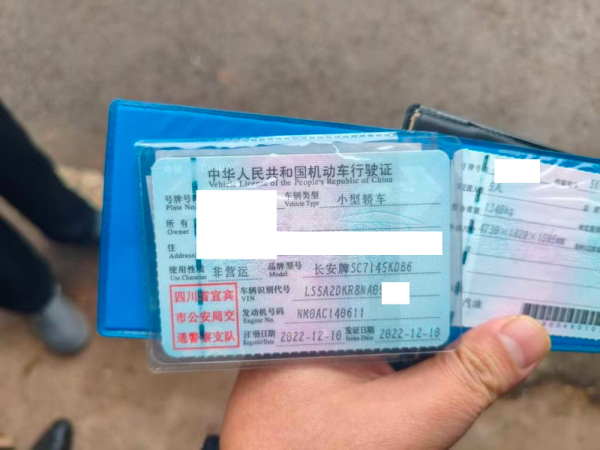 中华人民共和国机动车行驶证
Vehicle License of the People's Republic of China
号牌号
Plate No.
车辆类型
Vehicle Type
小型轿车
所有
Owner
住
Address
使用性质
Use Character
非营运
品牌型号
Model
长安牌SC7145KDB6
四川省宜宾
市公安局交
通警察支队
车辆识别代号
VIN
LS5A2DKR8NA
发动机号码
Engine No.
NM0AC140611
注册日期
Register Date
2022-12-10
发证日期
Issue Date
2022-12-10
5人
汽油